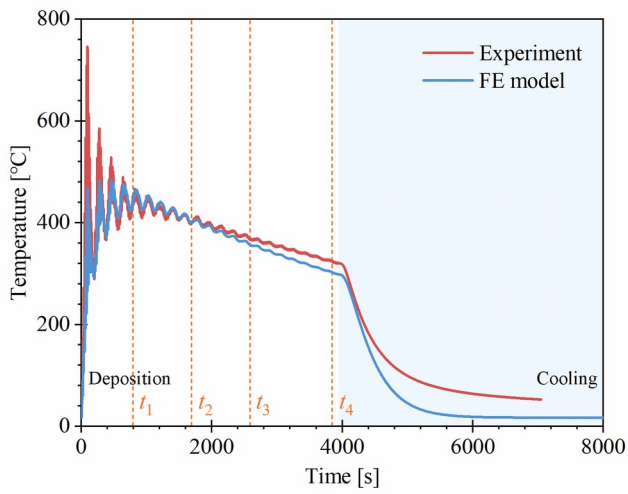 800
600
400
200
0
Temperature [°C]
Experiment
FE model
Deposition
Cooling
t1
t2
t3
t4
0
2000
4000
6000
8000
Time [s]